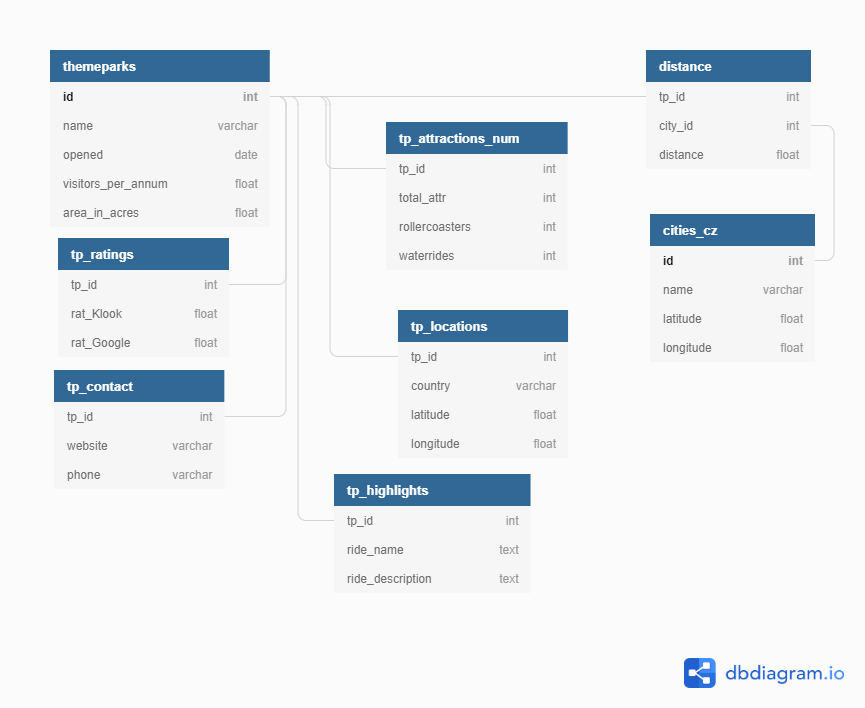 themeparks
id int
name varchar
opened date
visitors_per_annum float
area_in_acres float
tp_ratings
tp_id int
rat_Klook float
rat_Google float
tp_contact
tp_id int
website varchar
phone varchar
tp_attractions_num
tp_id int
total_attr int
rollercoasters int
waterrides int
tp_locations
tp_id int
country varchar
latitude float
longitude float
tp_highlights
tp_id int
ride_name text
ride_description text
distance
tp_id int
city_id int
distance float
cities_cz
id int
name varchar
latitude float
longitude float
dbdiagram.io